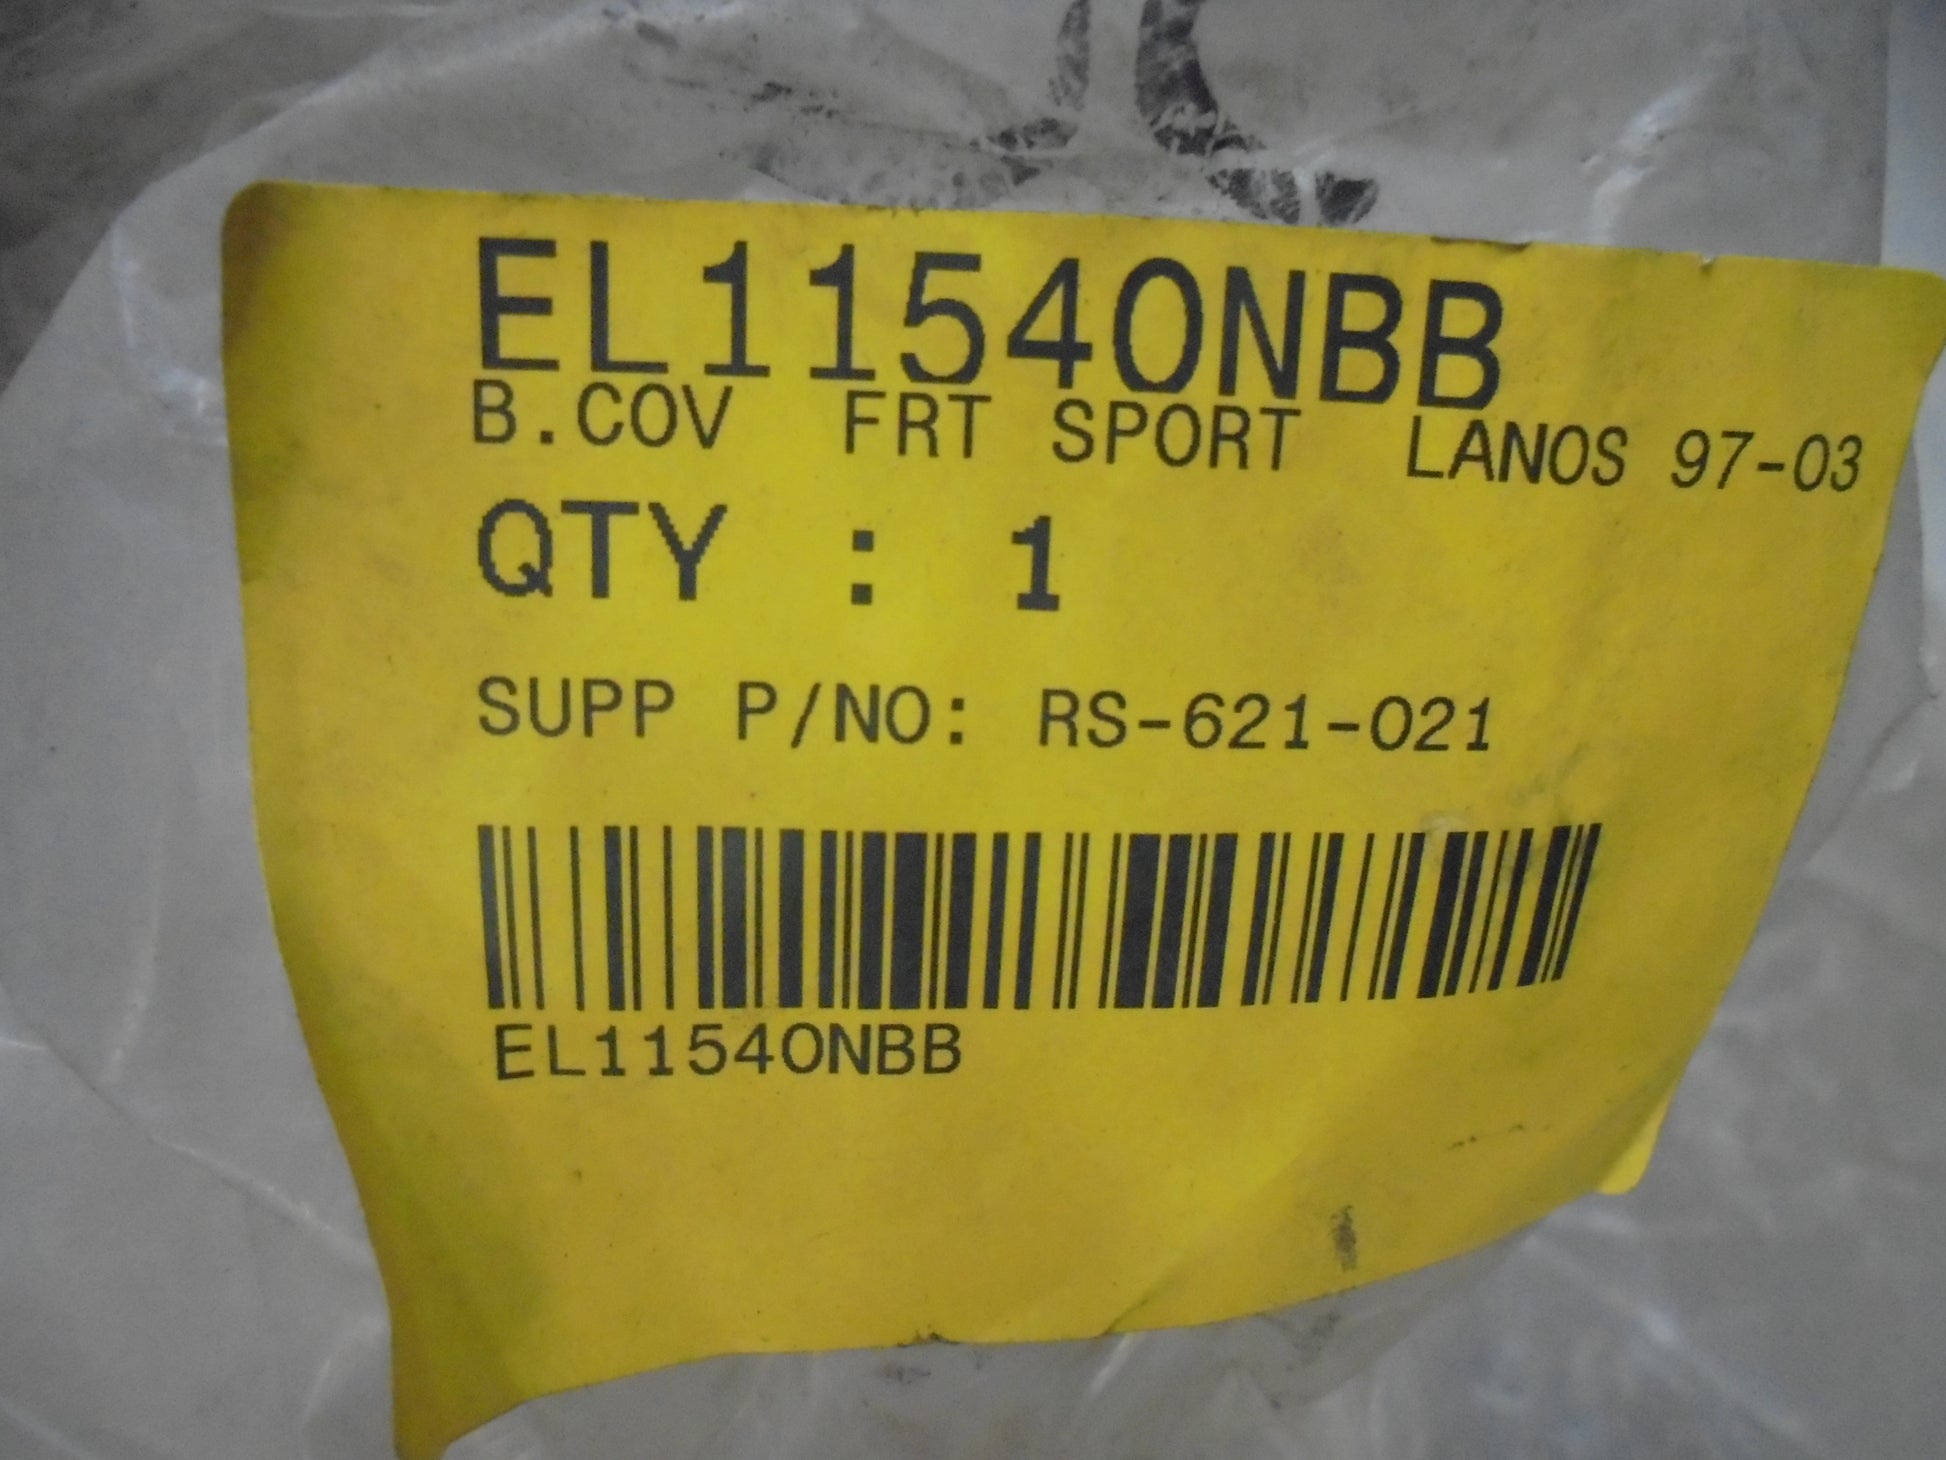 EL11540NBB
B.COV FRT SPORT LANOS 97-03
QTY : 1
SUPP P/NO: RS-621-021
EL11540NBB